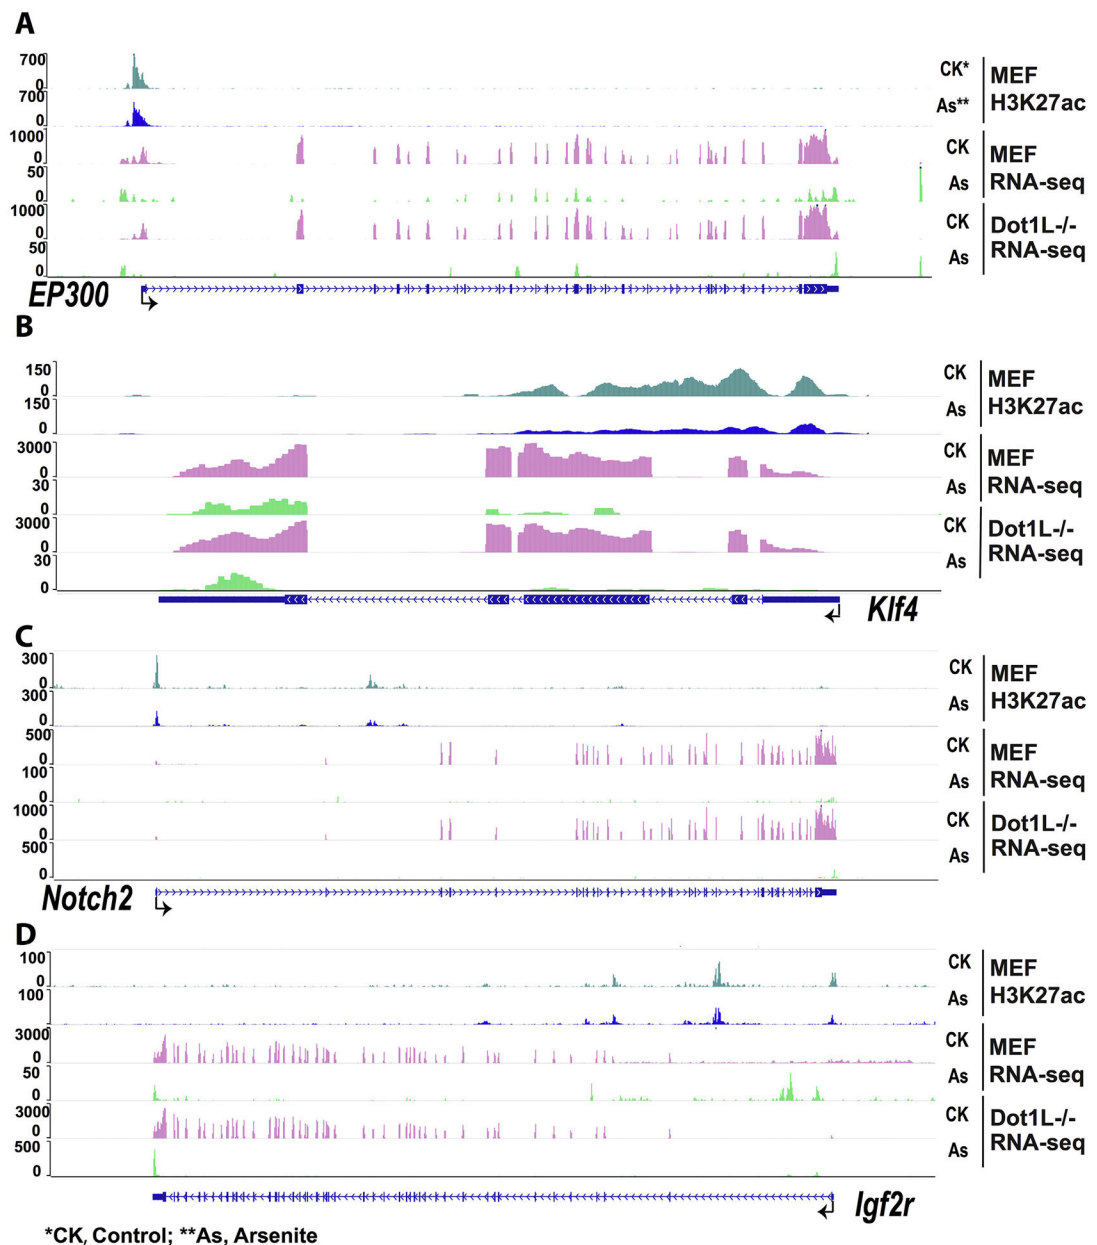 A
700
0
CK*
MEF
H3K27ac
700
0
As**
1000
0
CK
MEF
RNA-seq
50
0
As
1000
0
CK
Dot1L-/-
RNA-seq
50
0
As
EP300
B
150
0
CK
MEF
H3K27ac
150
0
As
3000
0
CK
MEF
RNA-seq
30
0
As
3000
0
CK
Dot1L-/-
RNA-seq
30
0
As
Klf4
C
300
0
CK
MEF
H3K27ac
300
0
As
500
0
CK
MEF
RNA-seq
100
0
As
1000
0
CK
Dot1L-/-
RNA-seq
500
0
As
Notch2
D
100
0
CK
MEF
H3K27ac
100
0
As
3000
0
CK
MEF
RNA-seq
50
0
As
3000
0
CK
Dot1L-/-
RNA-seq
500
0
As
Igf2r
*CK, Control; **As, Arsenite